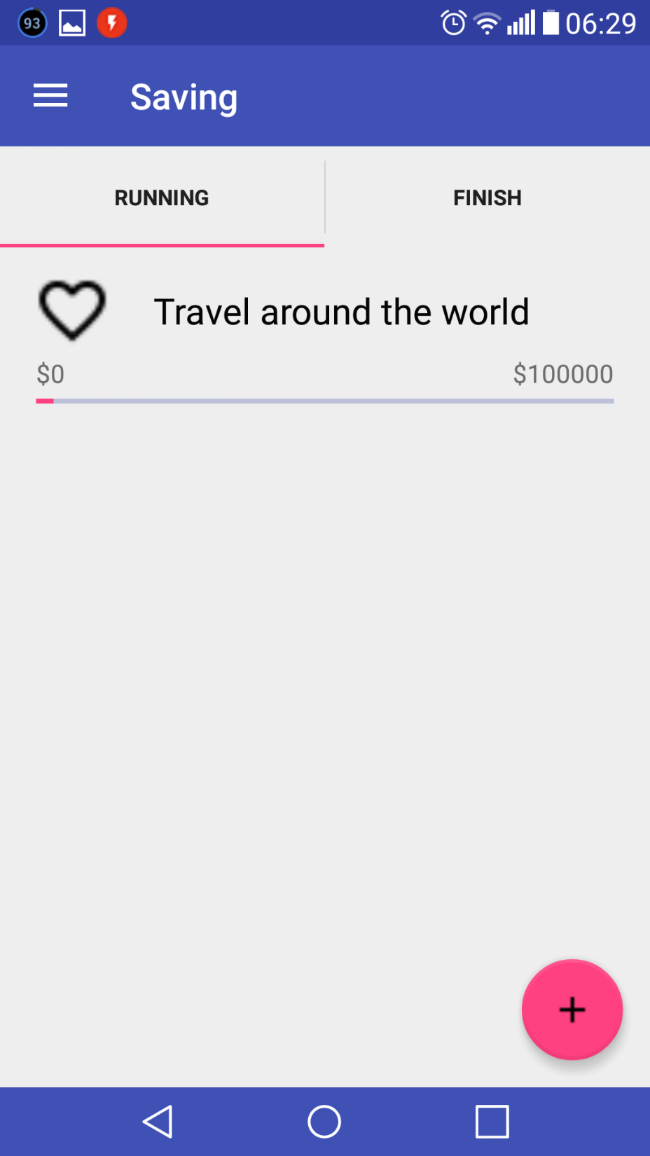 93 06:29
Saving
RUNNING FINISH
Travel around the world
$0 $100000